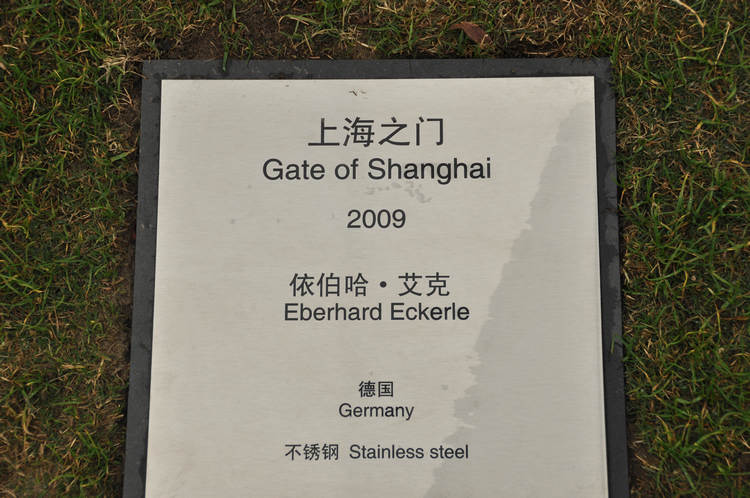 上海之门
Gate of Shanghai
2009
依伯哈·艾克
Eberhard Eckerle
德国
Germany
不锈钢 Stainless steel